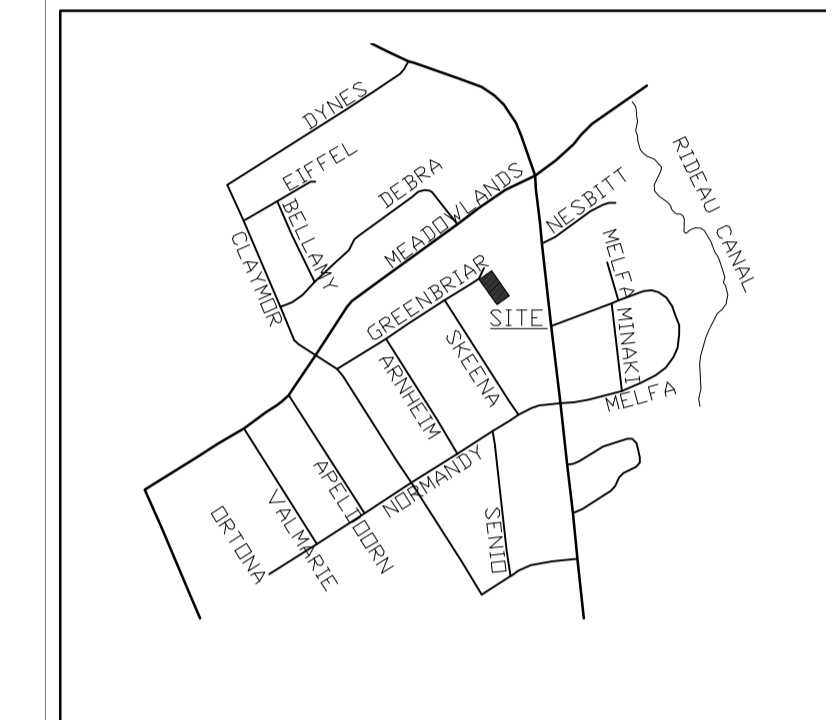 DYNES
EIFFEL
DEBRA
RIDEAU CANAL
MEADOWLANDS
NESBITT
BELLAMY
CLAYMOR
MELFA
GREENBRIAR
SITE
MINAKI
SKEENA
ARNHEIM
MELFA
NORMANDY
APELDOORN
VALMARIE
ORTONA
SENIO